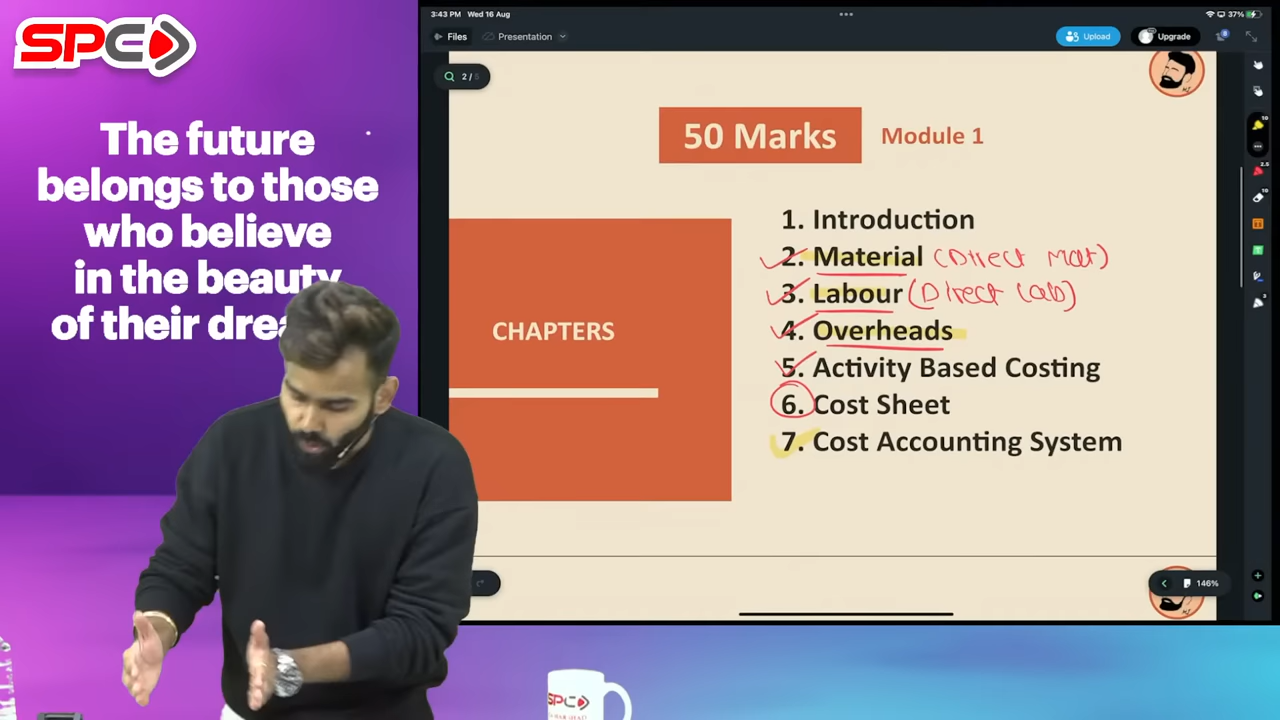 SPC
The future
belongs to those
who believe
in the beauty
of their
3:43 PM Wed 16 Aug
37%
Files
Presentation
Upload
Upgrade
2 / 5
50 Marks
Module 1
CHAPTERS
1. Introduction
2. Material (Direct Mat)
3. Labour (Direct Lab)
4. Overheads
5. Activity Based Costing
6. Cost Sheet
7. Cost Accounting System
146%
SPC